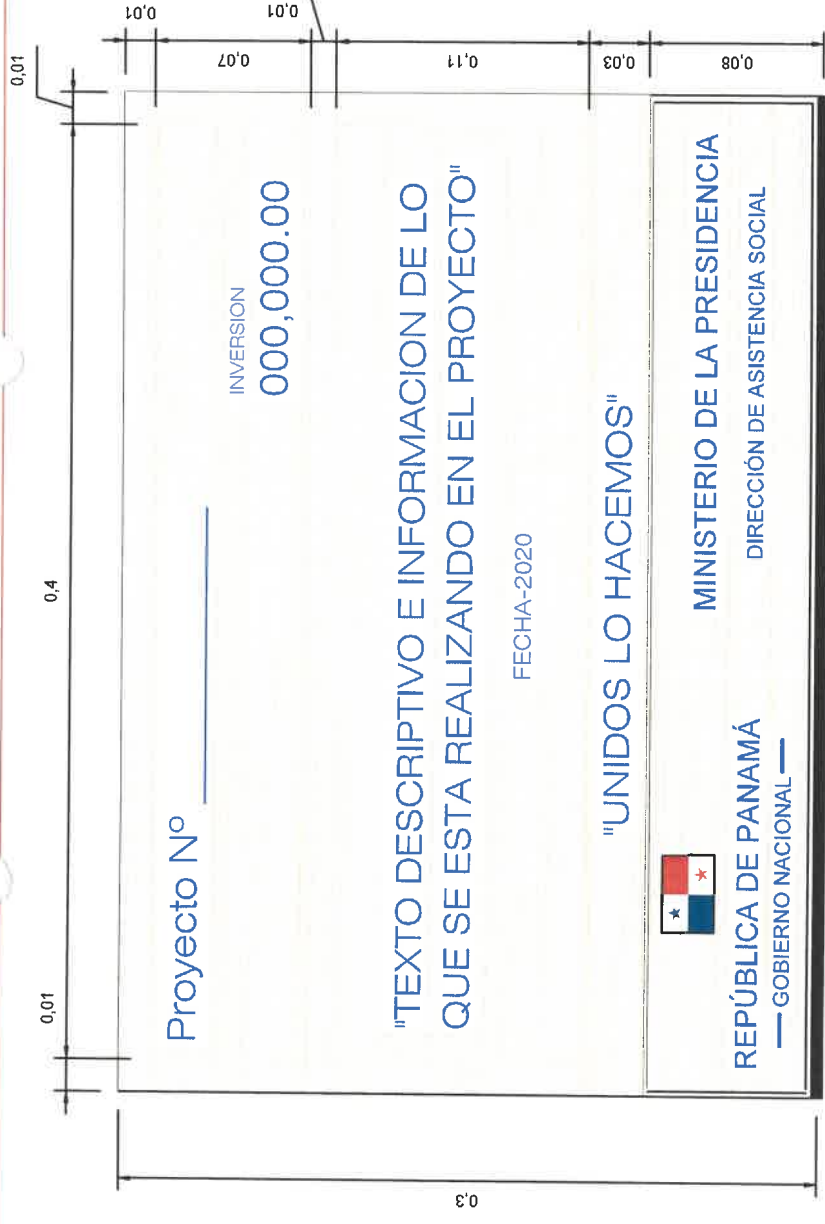 0,01
0,4
0,01
0,01
0,07
0,01
0,11
0,03
0,08
0,3
Proyecto Nº
INVERSION
000,000.00
"TEXTO DESCRIPTIVO E INFORMACION DE LO
QUE SE ESTA REALIZANDO EN EL PROYECTO"
FECHA-2020
"UNIDOS LO HACEMOS"
REPÚBLICA DE PANAMÁ
GOBIERNO NACIONAL
MINISTERIO DE LA PRESIDENCIA
DIRECCIÓN DE ASISTENCIA SOCIAL